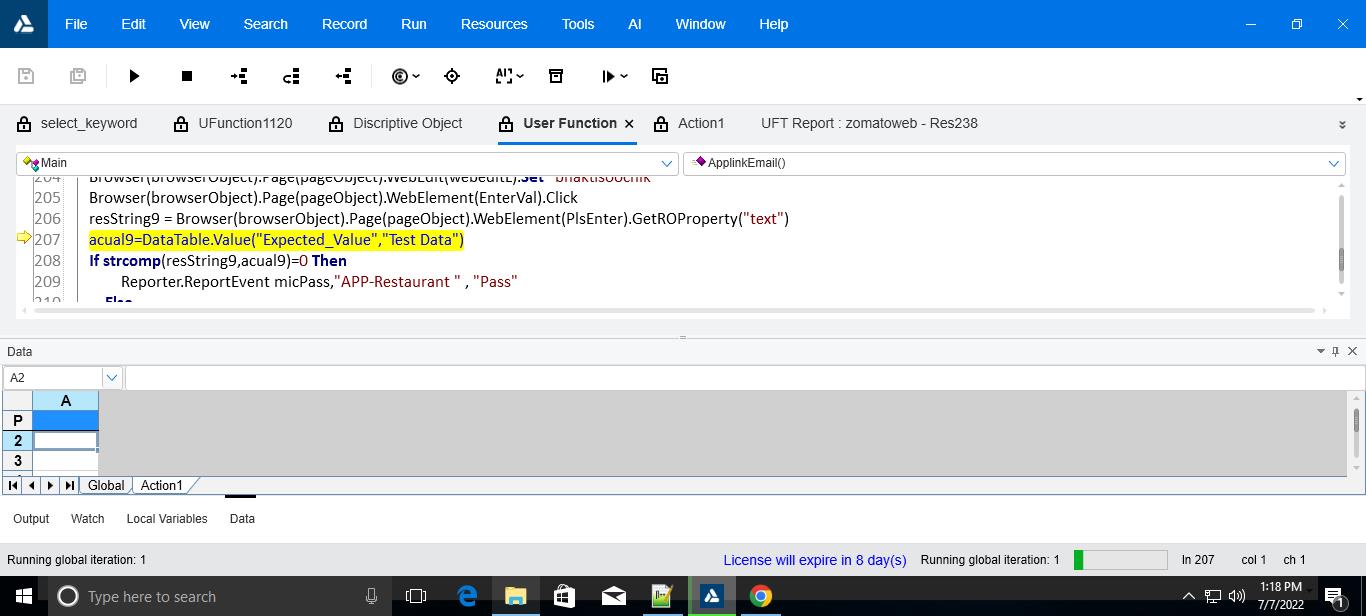 File Edit View Search Record Run Resources Tools AI Window Help
select_keyword UFunction1120 Discriptive Object User Function Action1 UFT Report : zomatoweb - Res238
Main ApplinkEmail()
204 Browser(browserObject).Page(pageObject).WebEdit(webeditE).Set "bhaktisoochik"
205 Browser(browserObject).Page(pageObject).WebElement(EnterVal).Click
206 resString9 = Browser(browserObject).Page(pageObject).WebElement(PlsEnter).GetROProperty("text")
207 acual9=DataTable.Value("Expected_Value","Test Data")
208 If strcomp(resString9,acual9)=0 Then
209 Reporter.ReportEvent micPass,"APP-Restaurant " , "Pass"
210 Else
Data
A2
A
P
2
3
Global Action1
Output Watch Local Variables Data
Running global iteration: 1 License will expire in 8 day(s) Running global iteration: 1 ln 207 col 1 ch 1
Type here to search
1:18 PM
7/7/2022
1